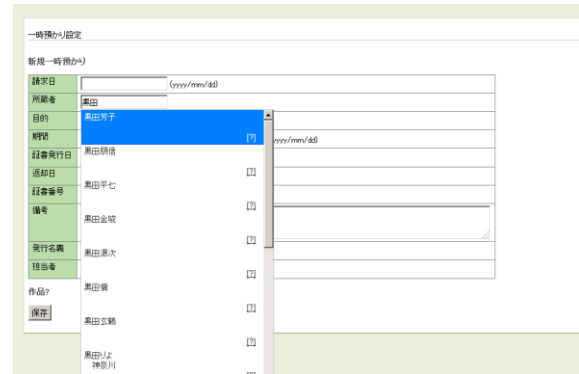 一時預かり設定
新規一時預かり
請求日 (yyyy/mm/dd)
所蔵者 黒田
目的 黒田芳子
[?]
期間 yyyy/mm/dd)
証書発行日 黒田朋信
返却日 [?]
証書番号 黒田平七
備考 [?]
黒田金城
[?]
発行名義 黒田源次
担当者 [?]
作品? 黒田愼
保存 [?]
黒田玄鶴
[?]
黒田りよ
神奈川